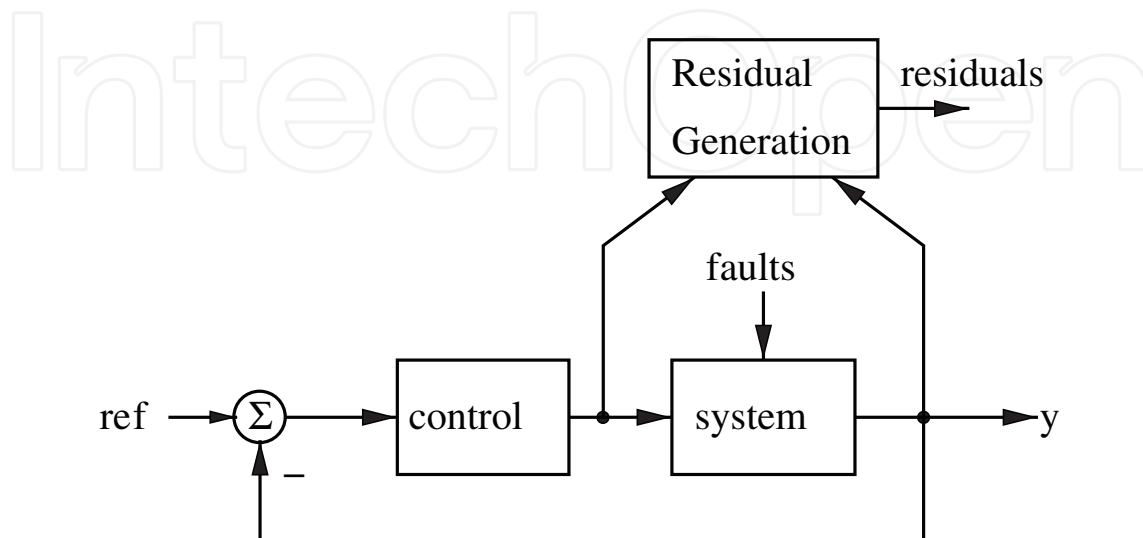 IntechOpen
Residual
Generation
residuals
faults
ref
Σ
control
system
y
−